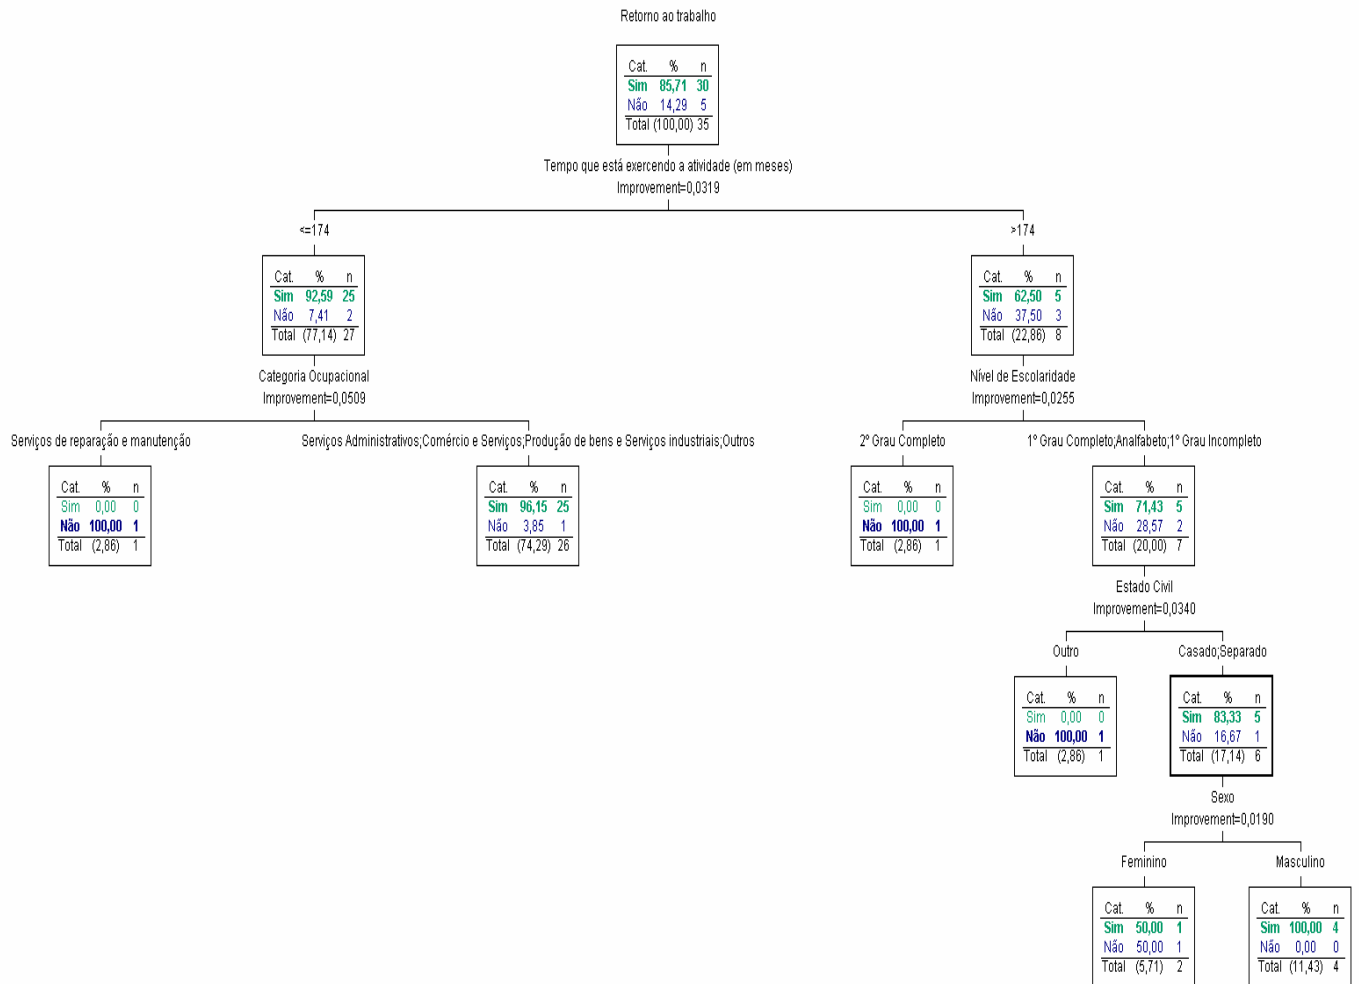 Retorno ao trabalho
Cat. % n
Sim 85,71 30
Não 14,29 5
Total (100,00) 35
Tempo que está exercendo a atividade (em meses)
Improvement=0,0319
<=174
>174
Cat. % n
Sim 92,59 25
Não 7,41 2
Total (77,14) 27
Cat. % n
Sim 62,50 5
Não 37,50 3
Total (22,86) 8
Categoria Ocupacional
Improvement=0,0509
Nível de Escolaridade
Improvement=0,0255
Serviços de reparação e manutenção
Serviços Administrativos;Comércio e Serviços;Produção de bens e Serviços industriais;Outros
2º Grau Completo
1º Grau Completo;Analfabeto;1º Grau Incompleto
Cat. % n
Sim 0,00 0
Não 100,00 1
Total (2,86) 1
Cat. % n
Sim 96,15 25
Não 3,85 1
Total (74,29) 26
Cat. % n
Sim 0,00 0
Não 100,00 1
Total (2,86) 1
Cat. % n
Sim 71,43 5
Não 28,57 2
Total (20,00) 7
Estado Civil
Improvement=0,0340
Outro
Casado;Separado
Cat. % n
Sim 0,00 0
Não 100,00 1
Total (2,86) 1
Cat. % n
Sim 83,33 5
Não 16,67 1
Total (17,14) 6
Sexo
Improvement=0,0190
Feminino
Masculino
Cat. % n
Sim 50,00 1
Não 50,00 1
Total (5,71) 2
Cat. % n
Sim 100,00 4
Não 0,00 0
Total (11,43) 4